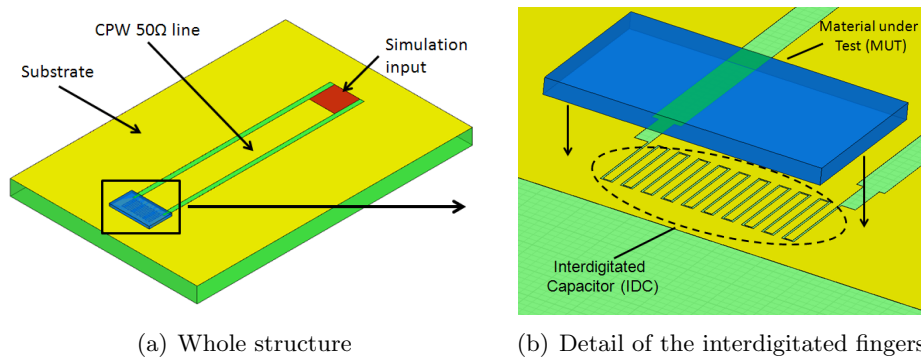 CPW 50Ω line
Simulation
input
Substrate
Material under
Test (MUT)
Interdigitated
Capacitor (IDC)
(a) Whole structure
(b) Detail of the interdigitated fingers